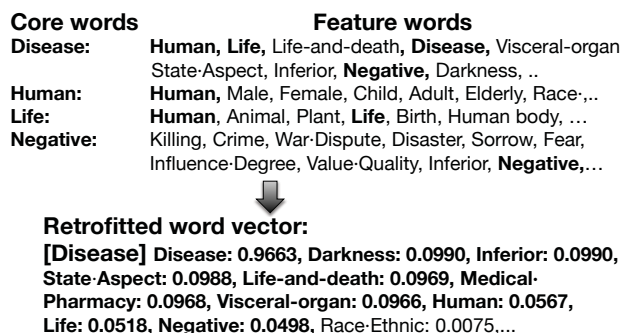 Core words Feature words
Disease: Human, Life, Life-and-death, Disease, Visceral-organ
State·Aspect, Inferior, Negative, Darkness, ..
Human: Human, Male, Female, Child, Adult, Elderly, Race·,..
Life: Human, Animal, Plant, Life, Birth, Human body, …
Negative: Killing, Crime, War·Dispute, Disaster, Sorrow, Fear,
Influence·Degree, Value·Quality, Inferior, Negative,…
Retrofitted word vector:
[Disease] Disease: 0.9663, Darkness: 0.0990, Inferior: 0.0990,
State·Aspect: 0.0988, Life-and-death: 0.0969, Medical·
Pharmacy: 0.0968, Visceral-organ: 0.0966, Human: 0.0567,
Life: 0.0518, Negative: 0.0498, Race·Ethnic: 0.0075,...